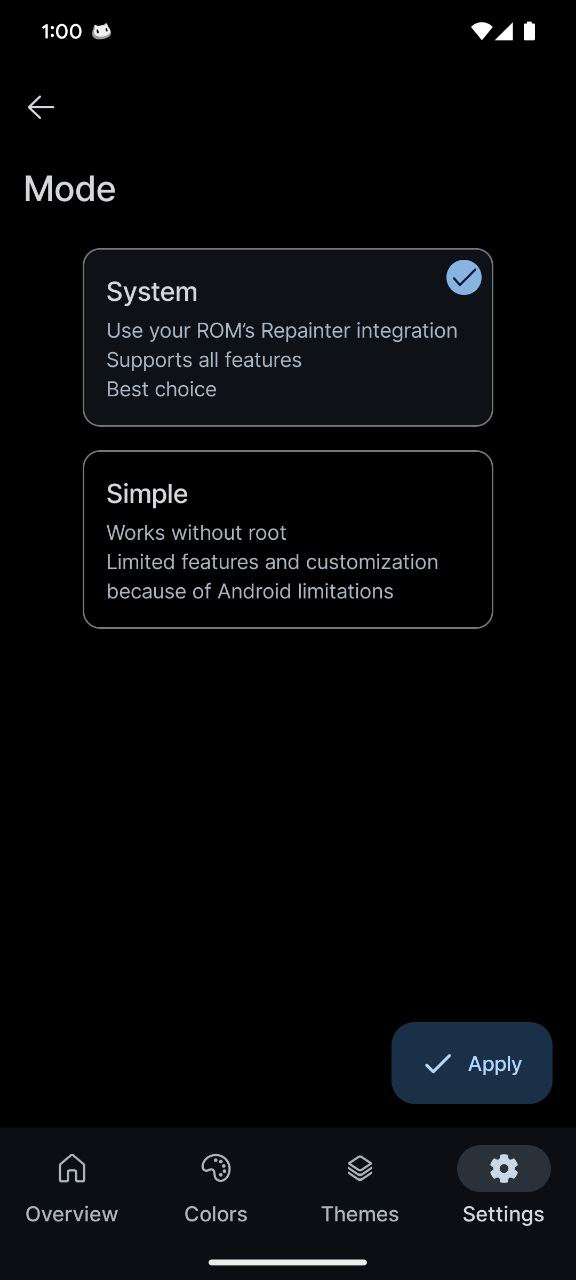 1:00
Mode
System
Use your ROM’s Repainter integration
Supports all features
Best choice
Simple
Works without root
Limited features and customization
because of Android limitations
Apply
Overview
Colors
Themes
Settings